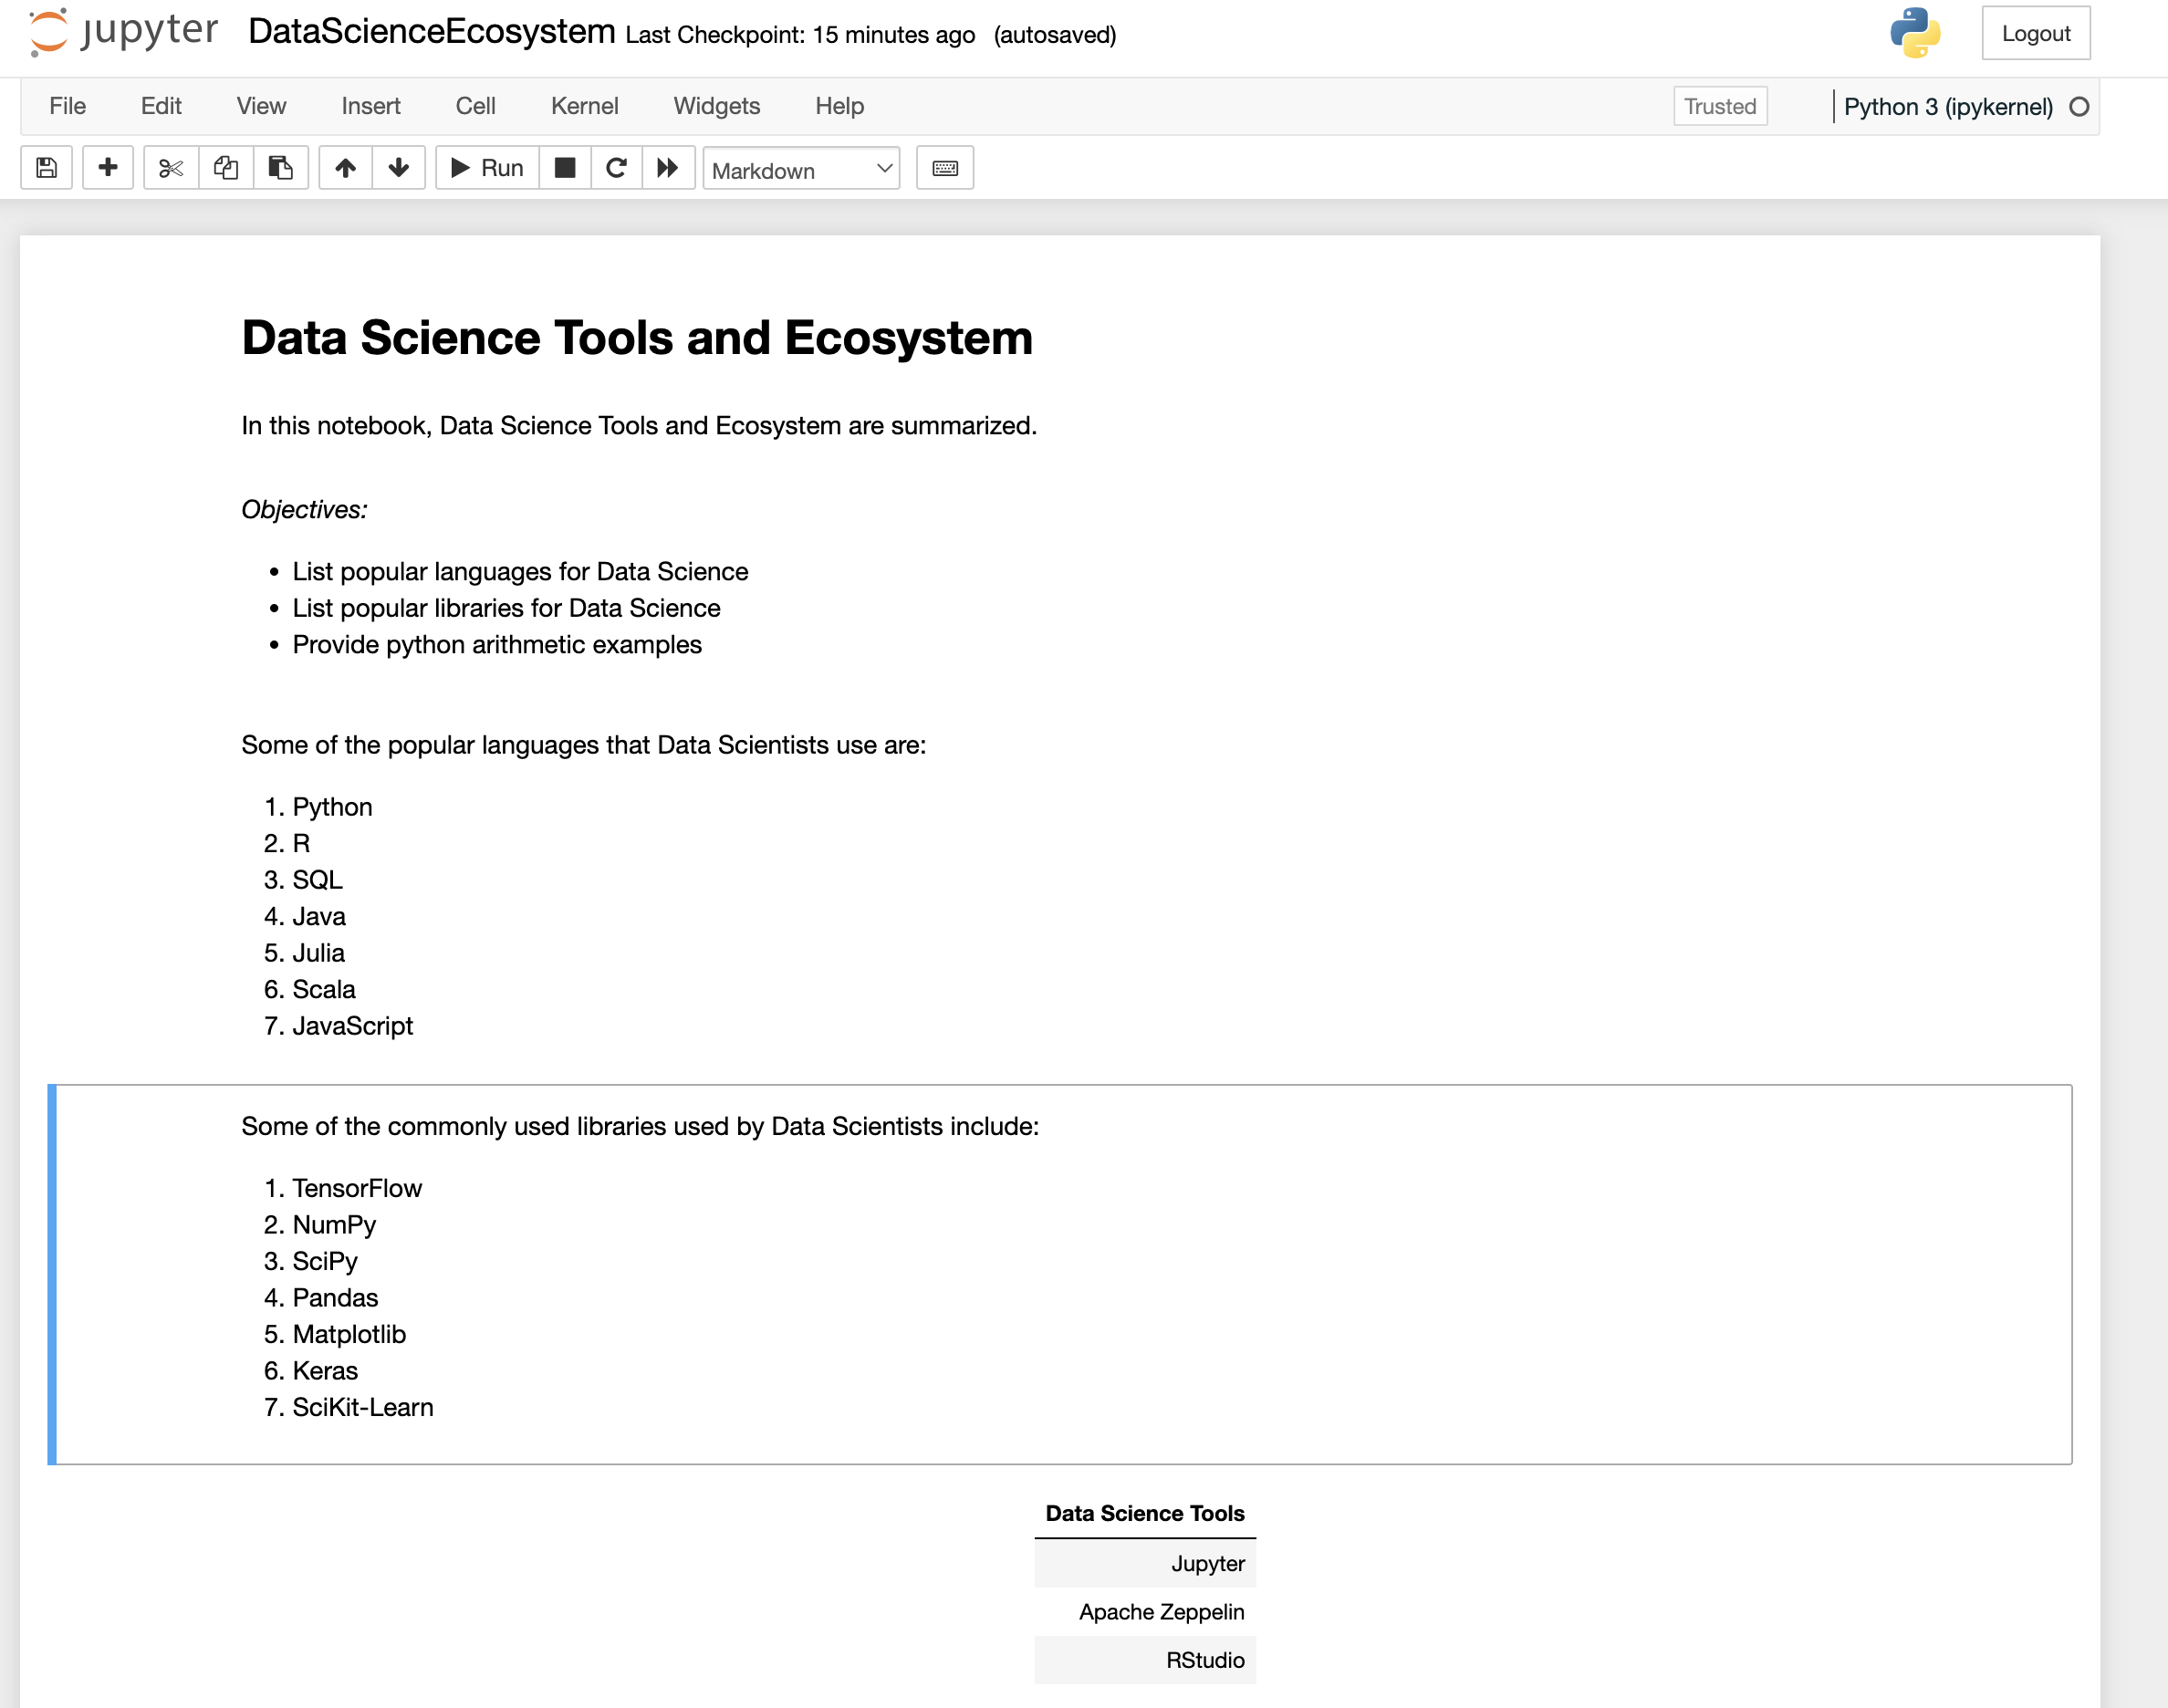 jupyter DataScienceEcosystem Last Checkpoint: 15 minutes ago (autosaved) Logout
File Edit View Insert Cell Kernel Widgets Help Trusted Python 3 (ipykernel)
Run Markdown
Data Science Tools and Ecosystem
In this notebook, Data Science Tools and Ecosystem are summarized.
Objectives:
• List popular languages for Data Science
• List popular libraries for Data Science
• Provide python arithmetic examples
Some of the popular languages that Data Scientists use are:
1. Python
2. R
3. SQL
4. Java
5. Julia
6. Scala
7. JavaScript
Some of the commonly used libraries used by Data Scientists include:
1. TensorFlow
2. NumPy
3. SciPy
4. Pandas
5. Matplotlib
6. Keras
7. SciKit-Learn
Data Science Tools
Jupyter
Apache Zeppelin
RStudio